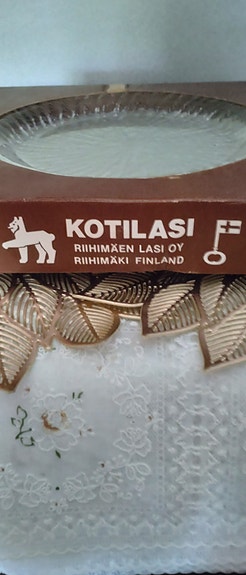 KOTILASI
RIIHIMÄEN LASI OY
RIIHIMÄKI FINLAND